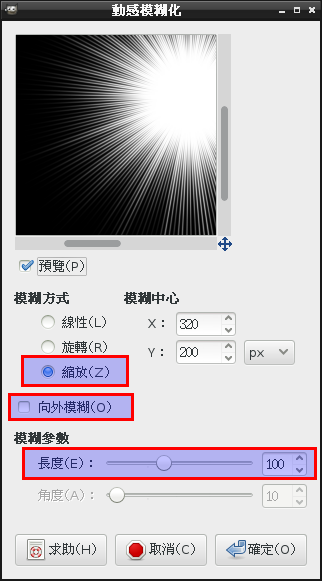 動感模糊化
預覽(P)
模糊方式 模糊中心
線性(L) X： 320
旋轉(R) Y： 200 px
縮放(Z)
向外模糊(O)
模糊參數
長度(E)： 100
角度(A)： 10
求助(H) 取消(C) 確定(O)